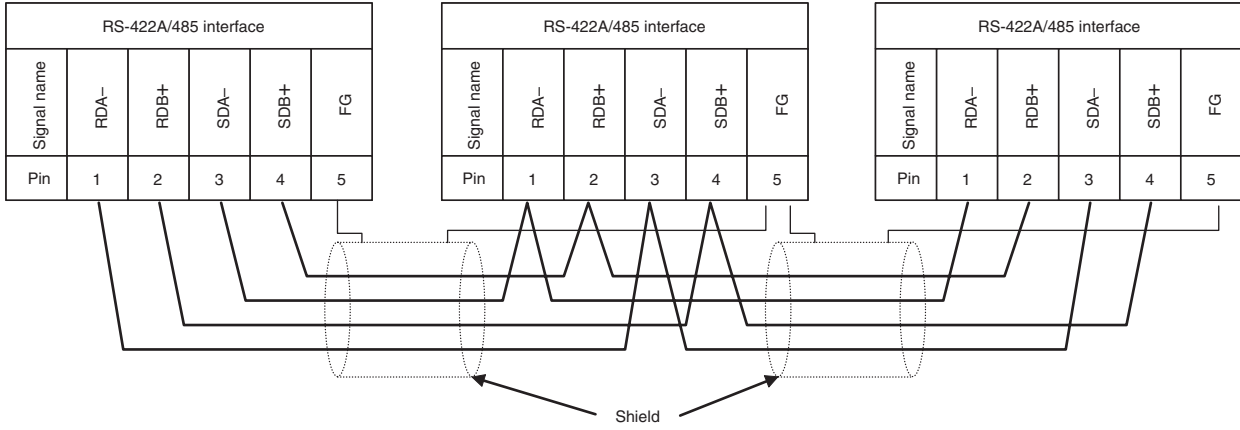 RS-422A/485 interface
Signal name RDA– RDB+ SDA– SDB+ FG
Pin 1 2 3 4 5
RS-422A/485 interface
Signal name RDA– RDB+ SDA– SDB+ FG
Pin 1 2 3 4 5
RS-422A/485 interface
Signal name RDA– RDB+ SDA– SDB+ FG
Pin 1 2 3 4 5
Shield